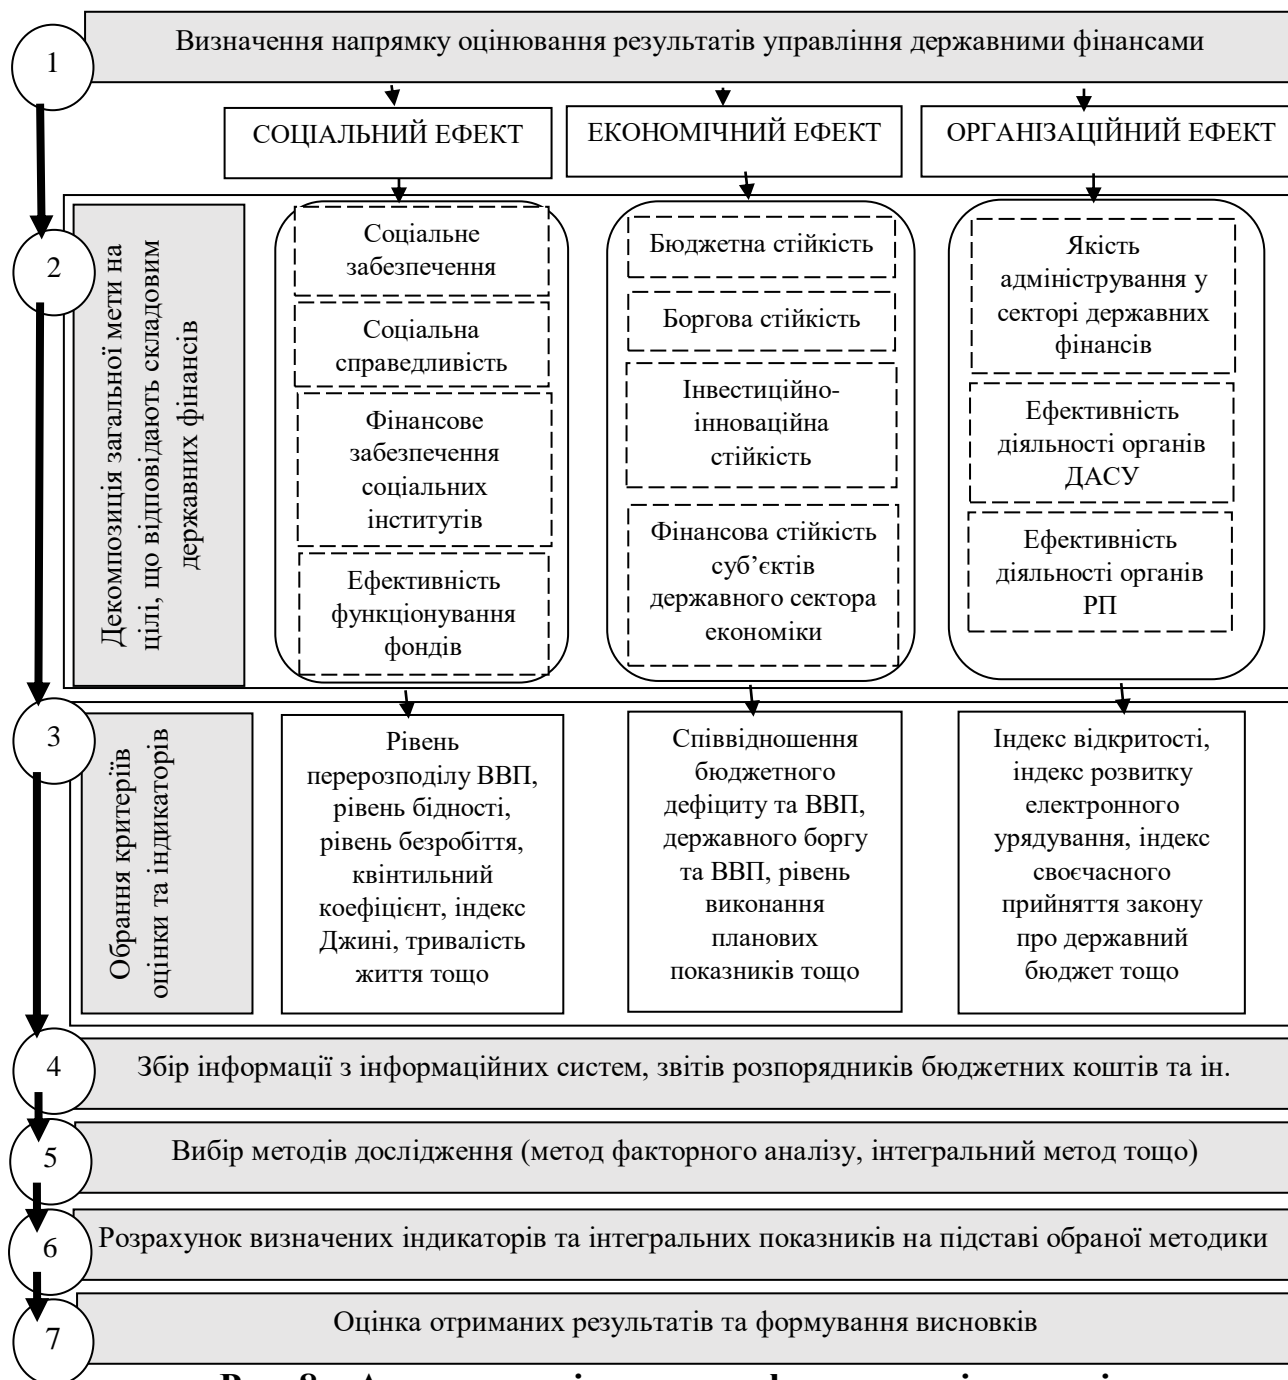 1
Визначення напрямку оцінювання результатів управління державними фінансами
СОЦІАЛЬНИЙ ЕФЕКТ
ЕКОНОМІЧНИЙ ЕФЕКТ
ОРГАНІЗАЦІЙНИЙ ЕФЕКТ
2
Декомпозиція загальної мети на
цілі, що відповідають складовим
державних фінансів
Соціальне
забезпечення
Соціальна
справедливість
Фінансове
забезпечення
соціальних
інститутів
Ефективність
функціонування
фондів
Бюджетна стійкість
Боргова стійкість
Інвестиційно-
інноваційна
стійкість
Фінансова стійкість
суб’єктів
державного сектора
економіки
Якість
адміністрування у
секторі державних
фінансів
Ефективність
діяльності органів
ДАСУ
Ефективність
діяльності органів
РП
3
Обрання критеріїв
оцінки та індикаторів
Рівень
перерозподілу ВВП,
рівень бідності,
рівень безробіття,
квінтильний
коефіцієнт, індекс
Джині, тривалість
життя тощо
Співвідношення
бюджетного
дефіциту та ВВП,
державного боргу
та ВВП, рівень
виконання
планових
показників тощо
Індекс відкритості,
індекс розвитку
електронного
урядування, індекс
своєчасного
прийняття закону
про державний
бюджет тощо
4
Збір інформації з інформаційних систем, звітів розпорядників бюджетних коштів та ін.
5
Вибір методів дослідження (метод факторного аналізу, інтегральний метод тощо)
6
Розрахунок визначених індикаторів та інтегральних показників на підставі обраної методики
7
Оцінка отриманих результатів та формування висновків